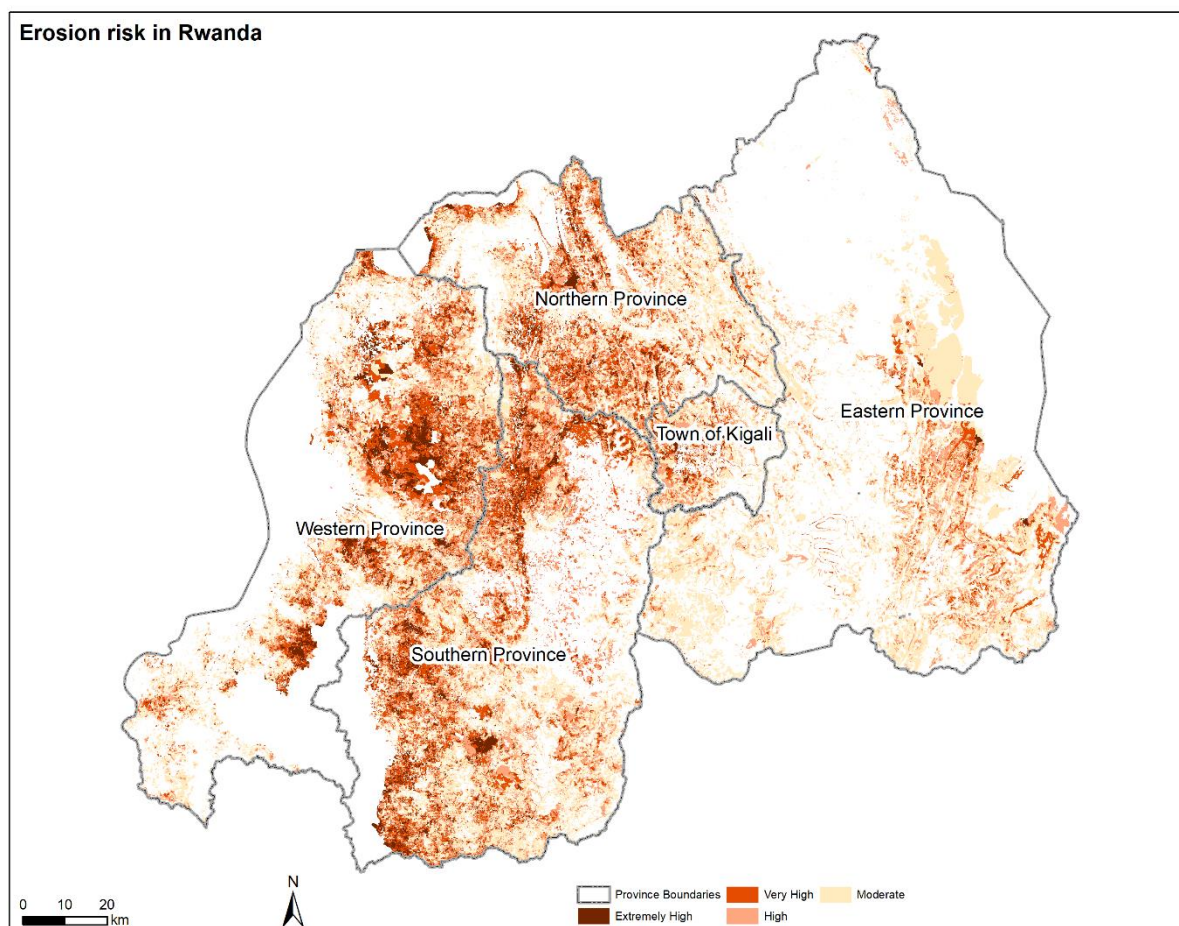 Erosion risk in Rwanda
Northern Province
Eastern Province
Town of Kigali
Western Province
Southern Province
0 10 20
km
N
Province Boundaries
Very High
Moderate
Extremely High
High